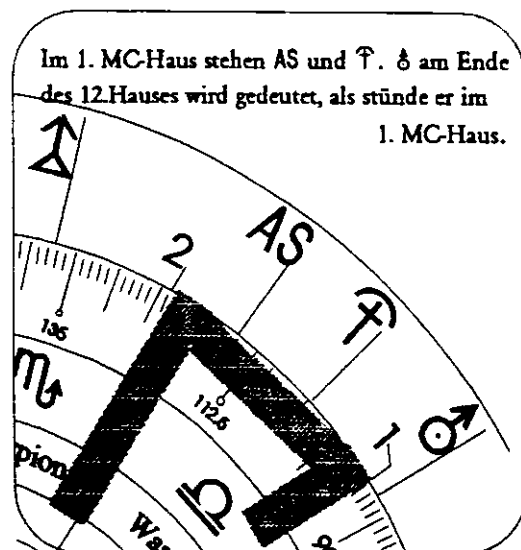 Im 1. MC-Haus stehen AS und ⚴. ⛢ am Ende
des 12.Hauses wird gedeutet, als stünde er im
1. MC-Haus.
AS
2
135
112.5
1